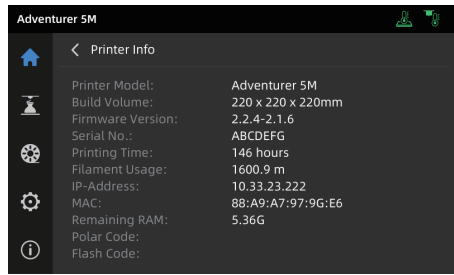 Adventurer 5M
Printer Info
Printer Model: Adventurer 5M
Build Volume: 220 x 220 x 220mm
Firmware Version: 2.2.4-2.1.6
Serial No.: ABCDEFG
Printing Time: 146 hours
Filament Usage: 1600.9 m
IP-Address: 10.33.23.222
MAC: 88:A9:A7:97:9G:E6
Remaining RAM: 5.36G
Polar Code:
Flash Code: